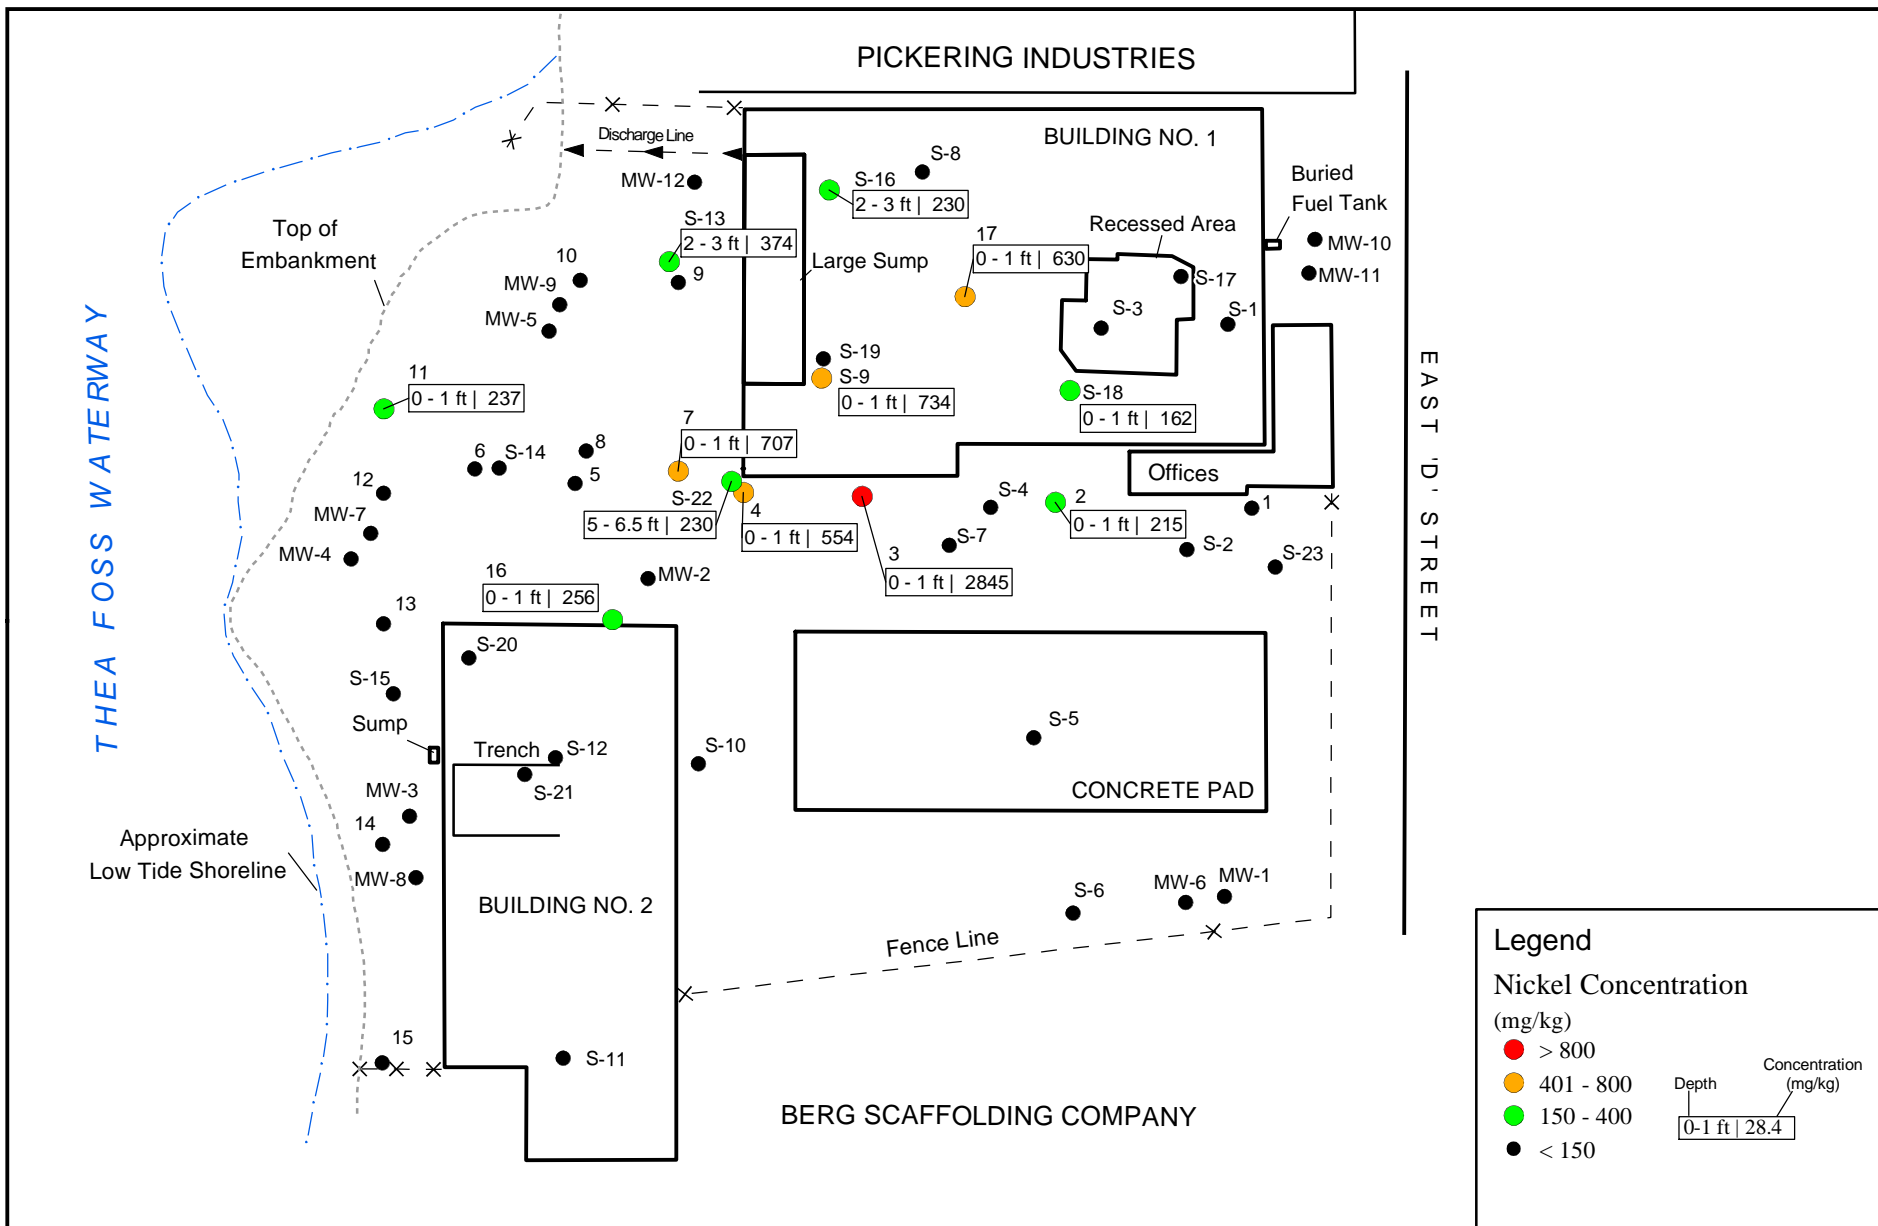 PICKERING INDUSTRIES
BUILDING NO. 1
Discharge Line
MW-12
S-8
S-16
2 - 3 ft | 230
Buried
Fuel Tank
MW-10
MW-11
S-13
2 - 3 ft | 374
9
10
MW-9
MW-5
Top of
Embankment
Large Sump
17
0 - 1 ft | 630
Recessed Area
S-17
S-3
S-1
S-19
S-9
0 - 1 ft | 734
S-18
0 - 1 ft | 162
11
0 - 1 ft | 237
7
0 - 1 ft | 707
8
6
S-14
5
12
MW-7
MW-4
S-22
5 - 6.5 ft | 230
4
0 - 1 ft | 554
3
0 - 1 ft | 2845
S-4
S-7
2
0 - 1 ft | 215
Offices
1
S-2
S-23
THEA FOSS WATERWAY
EAST 'D' STREET
MW-2
16
0 - 1 ft | 256
13
S-20
S-15
Sump
Trench
S-12
S-21
S-10
S-5
CONCRETE PAD
MW-3
14
MW-8
Approximate
Low Tide Shoreline
BUILDING NO. 2
S-6
MW-6
MW-1
Fence Line
15
S-11
BERG SCAFFOLDING COMPANY
Legend
Nickel Concentration
(mg/kg)
> 800
401 - 800
150 - 400
< 150
Depth
Concentration
(mg/kg)
0-1 ft | 28.4